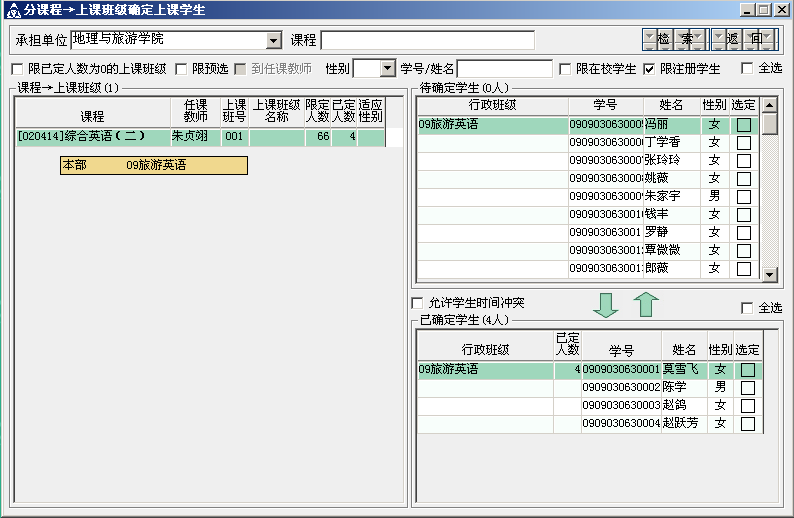 分课程→上课班级确定上课学生
承担单位 地理与旅游学院 课程 检 索 返 回
限已定人数为0的上课班级 限预选 到任课教师 性别 学号/姓名 限在校学生 限注册学生 全选
课程→上课班级(1)
课程 任课教师 上课班号 上课班级名称 限定人数 已定人数 适应性别
[020414]综合英语(二) 朱贞翊 001 66 4
本部 09旅游英语
待确定学生(0人)
行政班级 学号 姓名 性别 选定
09旅游英语 090903063000 冯丽 女
090903063000 丁学香 女
090903063000 张玲玲 女
090903063000 姚薇 女
090903063000 朱家宇 男
090903063001 钱丰 女
090903063001 罗静 女
090903063001 覃微微 女
090903063001 郎薇 女
允许学生时间冲突 全选
已确定学生(4人)
行政班级 已定人数 学号 姓名 性别 选定
09旅游英语 4 0909030630001 莫雪飞 女
0909030630002 陈学 男
0909030630003 赵鸽 女
0909030630004 赵跃芳 女